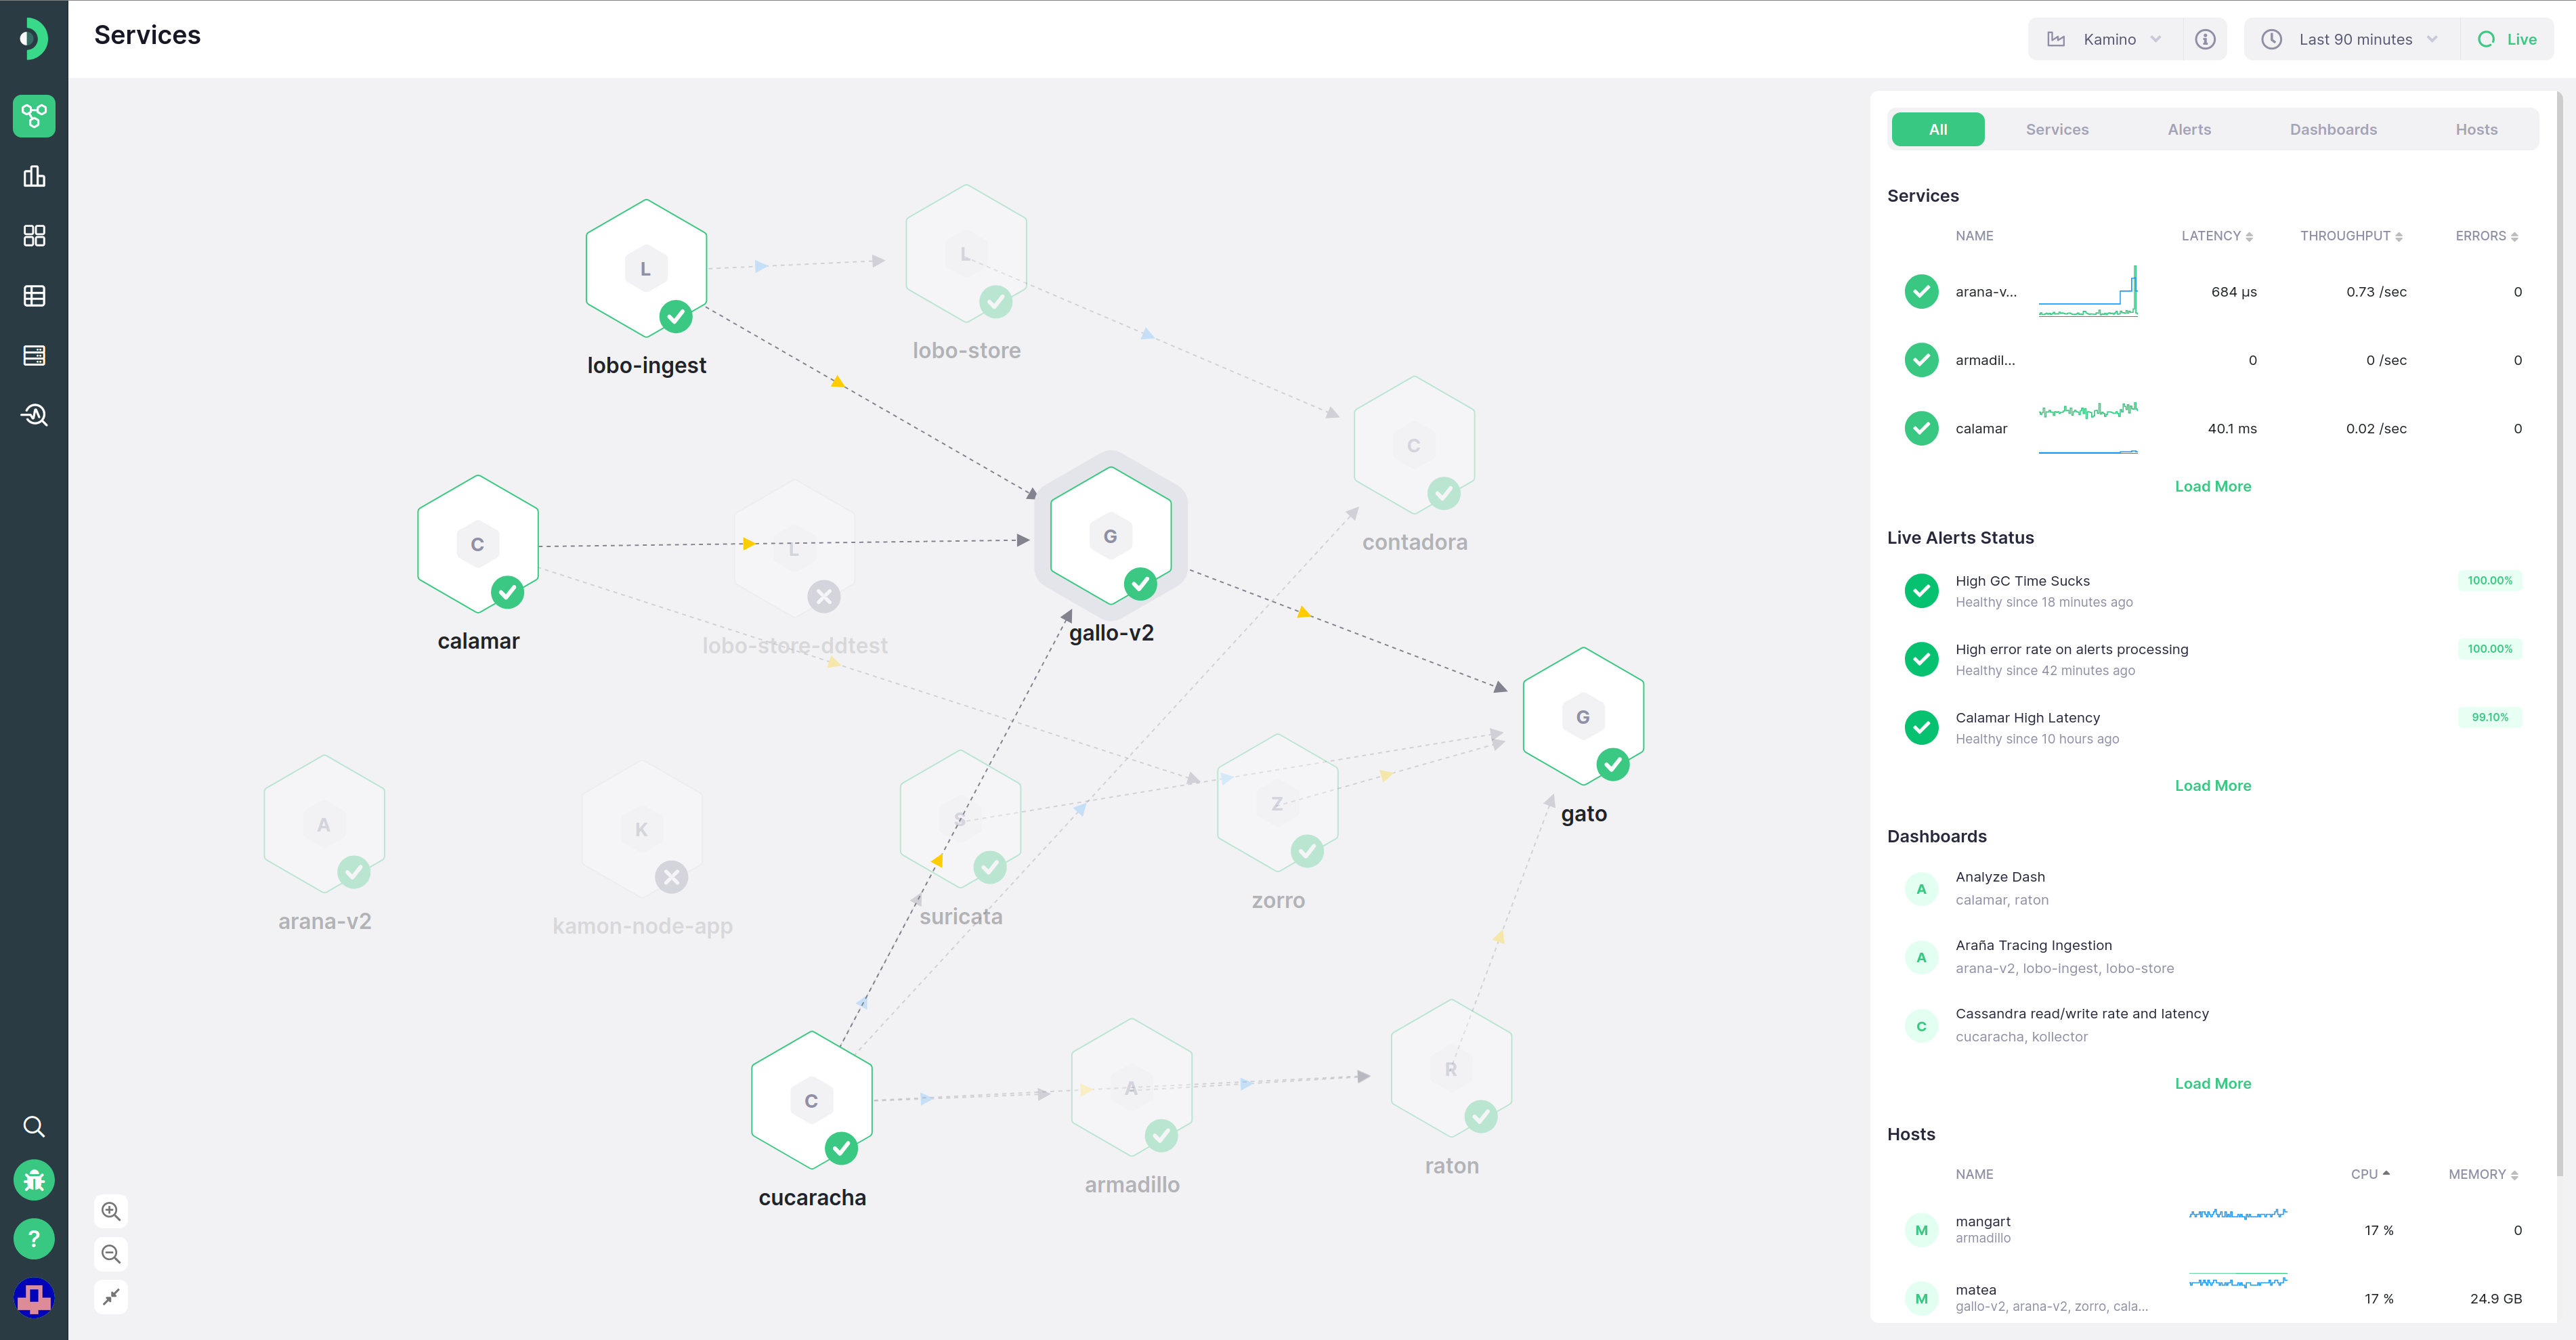 Services
Kamino
Last 90 minutes
Live
L
lobo-ingest
L
lobo-store
C
contadora
C
calamar
L
lobo-store-ddtest
G
gallo-v2
G
gato
A
arana-v2
K
kamon-node-app
S
suricata
Z
zorro
C
cucaracha
A
armadillo
R
raton
?
All Services Alerts Dashboards Hosts
Services
NAME LATENCY THROUGHPUT ERRORS
arana-v... 684 µs 0.73 /sec 0
armadil... 0 0 /sec 0
calamar 40.1 ms 0.02 /sec 0
Load More
Live Alerts Status
High GC Time Sucks 100.00%
Healthy since 18 minutes ago
High error rate on alerts processing 100.00%
Healthy since 42 minutes ago
Calamar High Latency 99.10%
Healthy since 10 hours ago
Load More
Dashboards
A Analyze Dash
calamar, raton
A Araña Tracing Ingestion
arana-v2, lobo-ingest, lobo-store
C Cassandra read/write rate and latency
cucaracha, kollector
Load More
Hosts
NAME CPU MEMORY
M mangart 17 % 0
armadillo
M matea 17 % 24.9 GB
gallo-v2, arana-v2, zorro, cala...